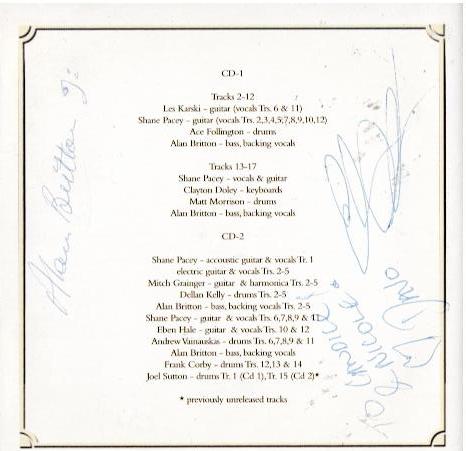 CD-1
Tracks 2-12
Les Karski - guitar (vocals Trs. 6 & 11)
Shane Pacey - guitar (vocals Trs. 2,3,4,5,7,8,9,10,12)
Ace Follington - drums
Alan Britton - bass, backing vocals
Tracks 13-17
Shane Pacey - vocals & guitar
Clayton Doley - keyboards
Matt Morrison - drums
Alan Britton - bass, backing vocals
CD-2
Shane Pacey - accoustic guitar & vocals Tr. 1
electric guitar & vocals Trs. 2-5
Mitch Grainger - guitar & harmonica Trs. 2-5
Dellan Kelly - drums Trs. 2-5
Alan Britton - bass, backing vocals Trs. 2-5
Shane Pacey - guitar & vocals Trs. 6,7,8,9 & 11
Eben Hale - guitar & vocals Trs. 10 & 12
Andrew Vainauskas - drums Trs. 6,7,8,9 & 11
Alan Britton - bass, backing vocals
Frank Corby - drums Trs. 12,13 & 14
Joel Sutton - drums Tr. 1 (Cd 1), Tr. 15 (Cd 2)*
* previously unreleased tracks
Alan Britton
TO
& NICOLE